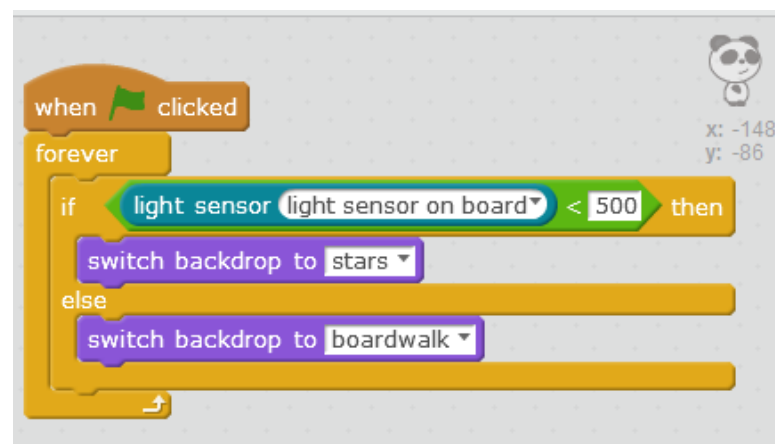 when clicked
x: -148
y: -86
forever
if light sensor light sensor on board < 500 then
switch backdrop to stars
else
switch backdrop to boardwalk